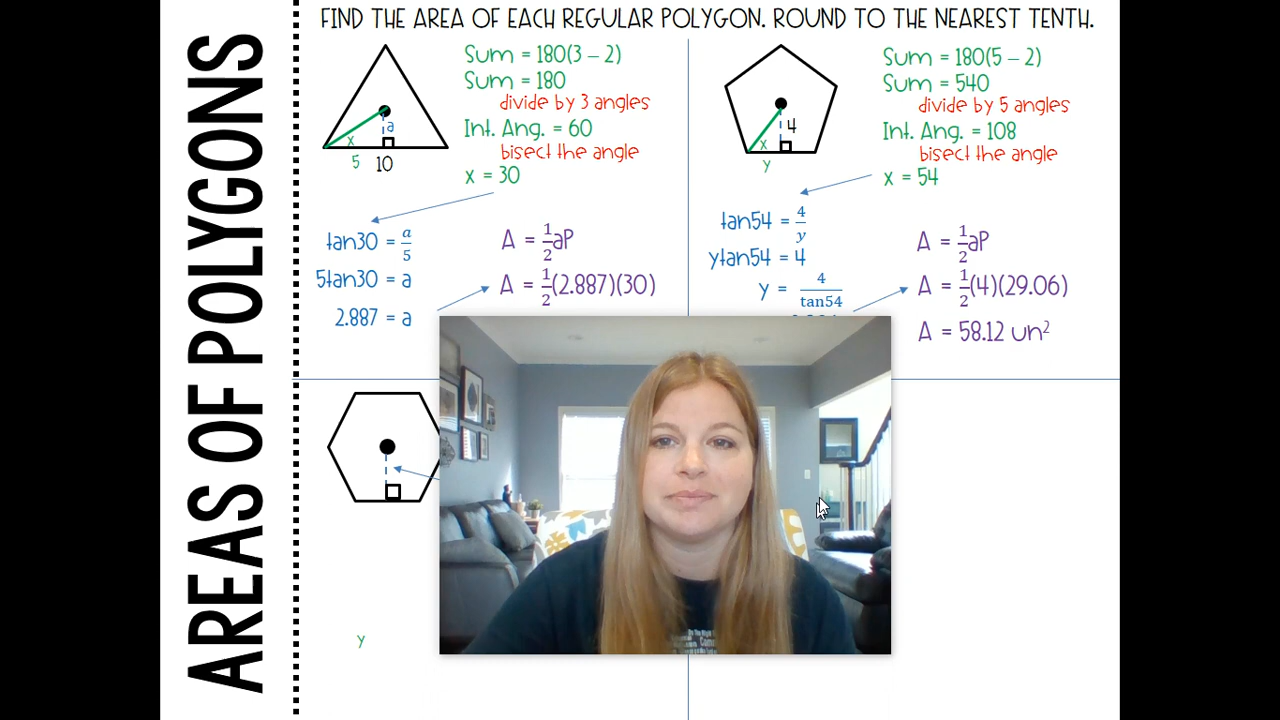 AREAS OF POLYGONS
FIND THE AREA OF EACH REGULAR POLYGON. ROUND TO THE NEAREST TENTH.
Sum = 180(3 – 2)
Sum = 180
divide by 3 angles
Int. Ang. = 60
bisect the angle
x = 30
a
x
5
10
tan30 = a/5
5tan30 = a
2.887 = a
A = 1/2aP
A = 1/2(2.887)(30)
Sum = 180(5 – 2)
Sum = 540
divide by 5 angles
Int. Ang. = 108
bisect the angle
x = 54
4
x
y
tan54 = 4/y
ytan54 = 4
y = 4/tan54
A = 1/2aP
A = 1/2(4)(29.06)
A = 58.12 un²
y